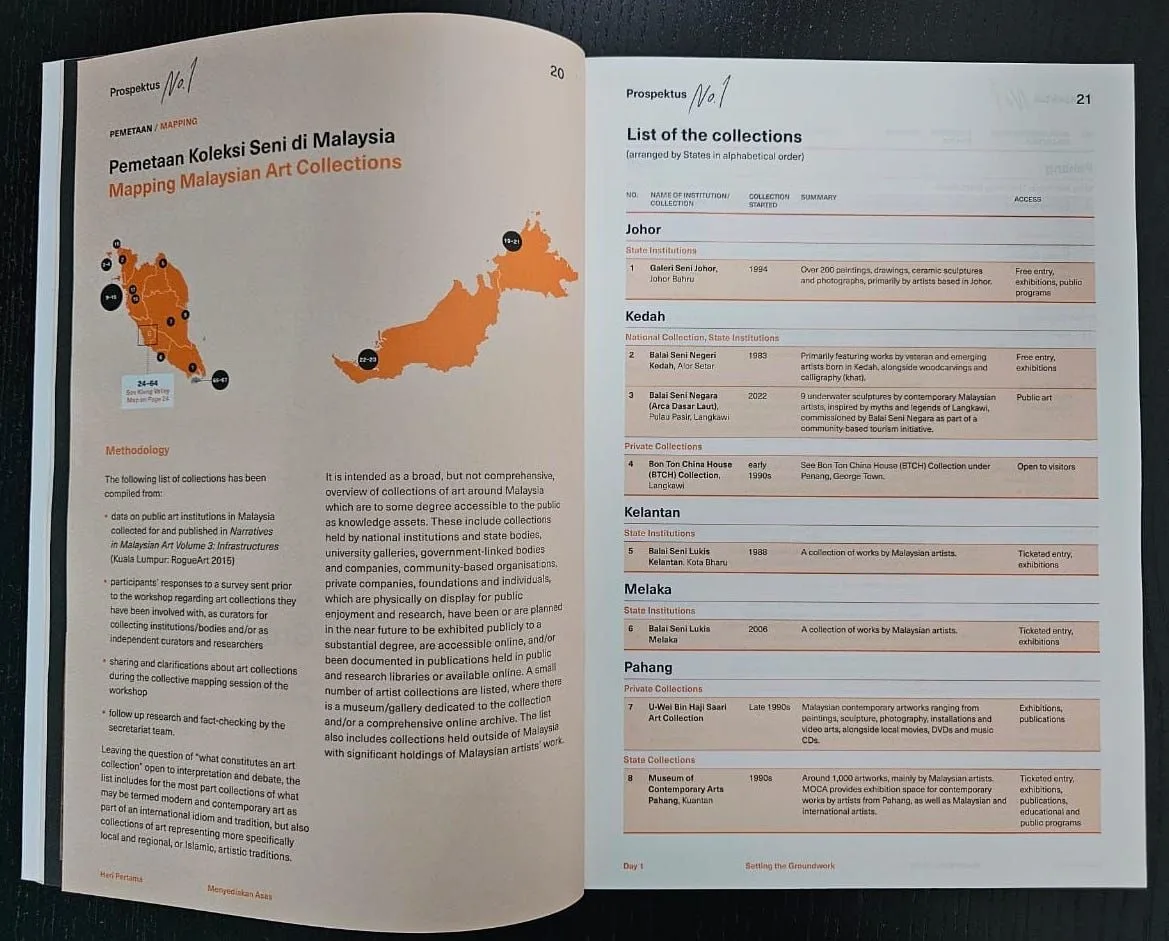 Prospektus No.1
20
PEMETAAN / MAPPING
Pemetaan Koleksi Seni di Malaysia
Mapping Malaysian Art Collections
19–21
22–23
24–64
See Klang Valley
Map on Page 24
Methodology
The following list of collections has been
compiled from:
• data on public art institutions in Malaysia
collected for and published in Narratives
in Malaysian Art Volume 3: Infrastructures
(Kuala Lumpur: RogueArt 2015)
• participants' responses to a survey sent prior
to the workshop regarding art collections they
have been involved with, as curators for
collecting institutions/bodies and/or as
independent curators and researchers
• sharing and clarifications about art collections
during the collective mapping session of the
workshop
• follow up research and fact-checking by the
secretariat team.
Leaving the question of "what constitutes an art
collection" open to interpretation and debate, the
list includes for the most part collections of what
may be termed modern and contemporary art as
part of an international idiom and tradition, but also
collections of art representing more specifically
local and regional, or Islamic, artistic traditions.
It is intended as a broad, but not comprehensive,
overview of collections of art around Malaysia
which are to some degree accessible to the public
as knowledge assets. These include collections
held by national institutions and state bodies,
university galleries, government-linked bodies
and companies, community-based organisations,
private companies, foundations and individuals,
which are physically on display for public
enjoyment and research, have been or are planned
in the near future to be exhibited publicly to a
substantial degree, are accessible online, and/or
been documented in publications held in public
and research libraries or available online. A small
number of artist collections are listed, where there
is a museum/gallery dedicated to the collection
and/or a comprehensive online archive. The list
also includes collections held outside of Malaysia
with significant holdings of Malaysian artists' work.
Hari Pertama
Menyediakan Asas
Prospektus No.1
21
List of the collections
(arranged by States in alphabetical order)
NO. NAME OF INSTITUTION/ COLLECTION SUMMARY ACCESS
COLLECTION STARTED
Johor
State Institutions
1 Galeri Seni Johor, 1994 Over 200 paintings, drawings, ceramic sculptures Free entry,
Johor Bahru and photographs, primarily by artists based in Johor. exhibitions, public
programs
Kedah
National Collection, State Institutions
2 Balai Seni Negeri 1983 Primarily featuring works by veteran and emerging Free entry,
Kedah, Alor Setar artists born in Kedah, alongside woodcarvings and exhibitions
calligraphy (khat).
3 Balai Seni Negara 2022 9 underwater sculptures by contemporary Malaysian Public art
(Arca Dasar Laut), artists, inspired by myths and legends of Langkawi,
Pulau Pasir, Langkawi commissioned by Balai Seni Negara as part of a
community-based tourism initiative.
Private Collections
4 Bon Ton China House early See Bon Ton China House (BTCH) Collection under Open to visitors
(BTCH) Collection, 1990s Penang, George Town.
Langkawi
Kelantan
State Institutions
5 Balai Seni Lukis 1988 A collection of works by Malaysian artists. Ticketed entry,
Kelantan, Kota Bharu exhibitions
Melaka
State Institutions
6 Balai Seni Lukis 2006 A collection of works by Malaysian artists. Ticketed entry,
Melaka exhibitions
Pahang
Private Collections
7 U-Wei Bin Haji Saari Late 1990s Malaysian contemporary artworks ranging from Exhibitions,
Art Collection paintings, sculpture, photography, installations and publications
video arts, alongside local movies, DVDs and music
CDs.
State Collections
8 Museum of 1990s Around 1,000 artworks, mainly by Malaysian artists. Ticketed entry,
Contemporary Arts MOCA provides exhibition space for contemporary exhibitions,
Pahang, Kuantan works by artists from Pahang, as well as Malaysian and publications,
international artists. educational and
public programs
Day 1
Setting the Groundwork